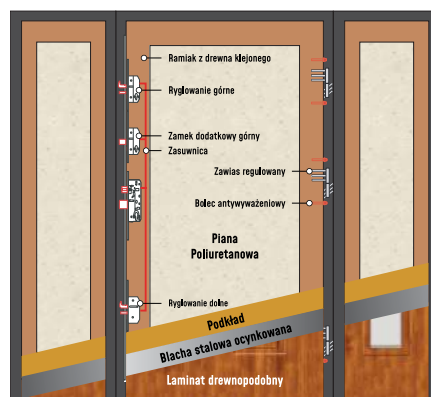 Ramiak z drewna klejonego
Ryglowanie górne
Zamek dodatkowy górny
Zasuwnica
Zawias regulowany
Bolec antywyważeniowy
Piana
Poliuretanowa
Ryglowanie dolne
Podkład
Blacha stalowa ocynkowana
Laminat drewnopodobny